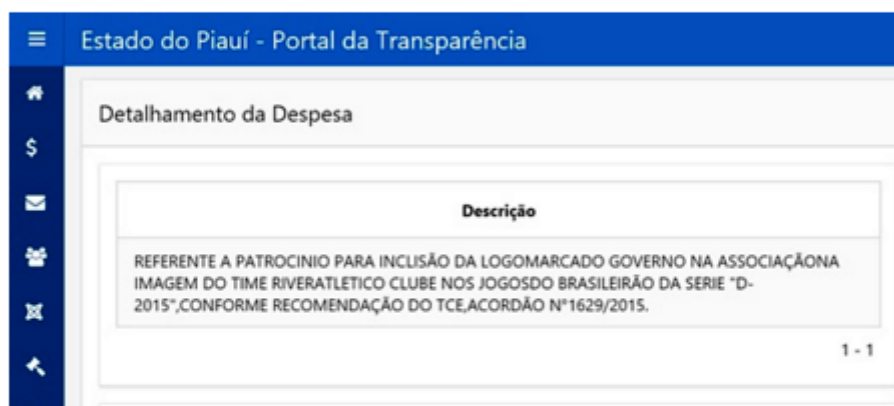 Estado do Piauí - Portal da Transparência
Detalhamento da Despesa
Descrição
REFERENTE A PATROCINIO PARA INCLISÃO DA LOGOMARCADO GOVERNO NA ASSOCIAÇÃONA
IMAGEM DO TIME RIVERATLETICO CLUBE NOS JOGOSDO BRASILEIRÃO DA SERIE "D-
2015",CONFORME RECOMENDAÇÃO DO TCE,ACORDÃO N°1629/2015.
1 - 1